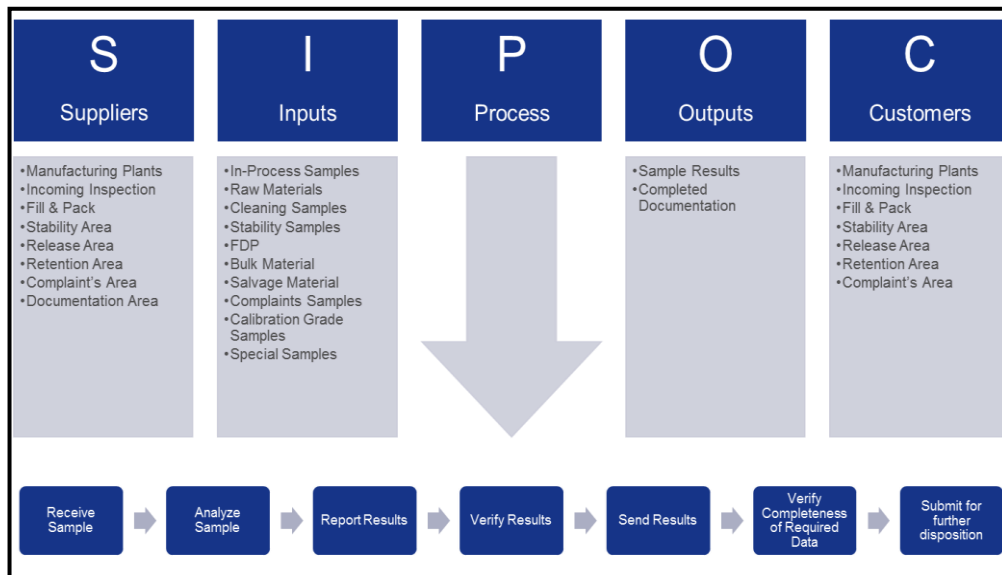 S
Suppliers
I
Inputs
P
Process
O
Outputs
C
Customers
•Manufacturing Plants
•Incoming Inspection
•Fill & Pack
•Stability Area
•Release Area
•Retention Area
•Complaint's Area
•Documentation Area
•In-Process Samples
•Raw Materials
•Cleaning Samples
•Stability Samples
•FDP
•Bulk Material
•Salvage Material
•Complaints Samples
•Calibration Grade
Samples
•Special Samples
•Sample Results
•Completed
Documentation
•Manufacturing Plants
•Incoming Inspection
•Fill & Pack
•Stability Area
•Release Area
•Retention Area
•Complaint's Area
Receive
Sample
Analyze
Sample
Report Results
Verify Results
Send Results
Verify
Completeness
of Required
Data
Submit for
further
disposition